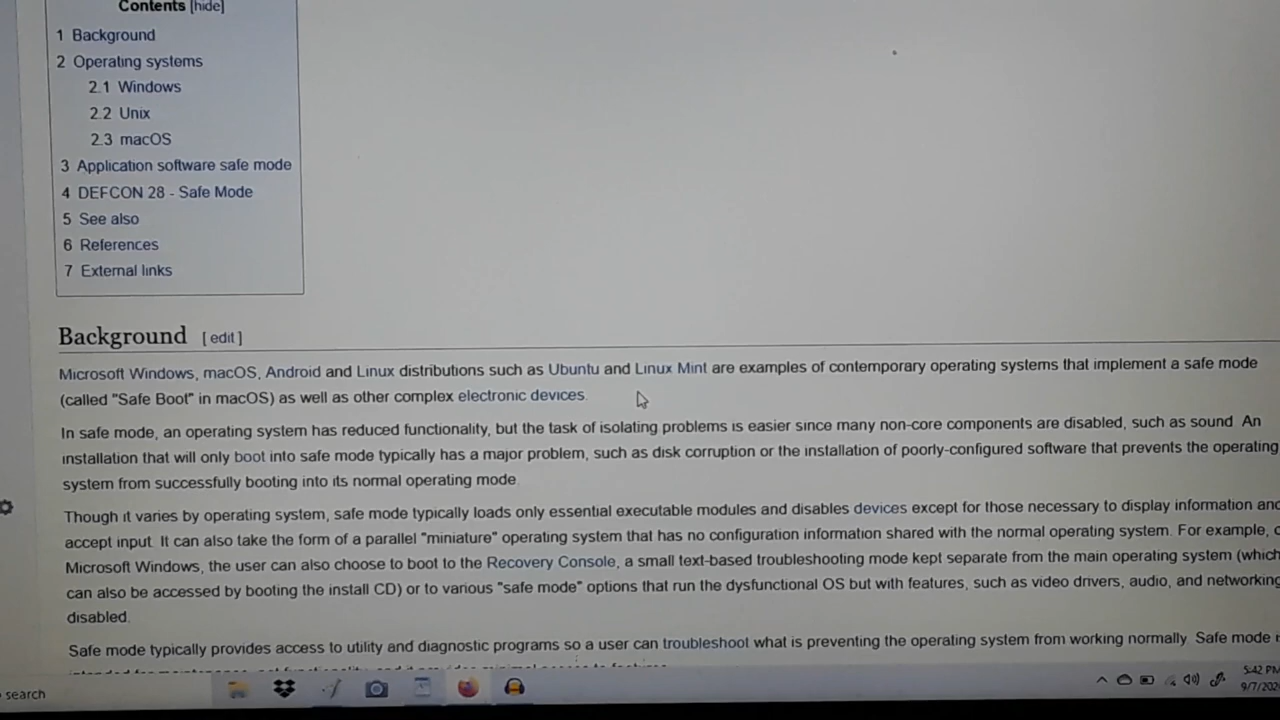 Contents [hide]
1 Background
2 Operating systems
2.1 Windows
2.2 Unix
2.3 macOS
3 Application software safe mode
4 DEFCON 28 - Safe Mode
5 See also
6 References
7 External links
Background [ edit ]
Microsoft Windows, macOS, Android and Linux distributions such as Ubuntu and Linux Mint are examples of contemporary operating systems that implement a safe mode
(called "Safe Boot" in macOS) as well as other complex electronic devices.
In safe mode, an operating system has reduced functionality, but the task of isolating problems is easier since many non-core components are disabled, such as sound. An
installation that will only boot into safe mode typically has a major problem, such as disk corruption or the installation of poorly-configured software that prevents the operating
system from successfully booting into its normal operating mode.
Though it varies by operating system, safe mode typically loads only essential executable modules and disables devices except for those necessary to display information and
accept input. It can also take the form of a parallel "miniature" operating system that has no configuration information shared with the normal operating system. For example,
Microsoft Windows, the user can also choose to boot to the Recovery Console, a small text-based troubleshooting mode kept separate from the main operating system (which
can also be accessed by booting the install CD) or to various "safe mode" options that run the dysfunctional OS but with features, such as video drivers, audio, and networking
disabled.
Safe mode typically provides access to utility and diagnostic programs so a user can troubleshoot what is preventing the operating system from working normally. Safe mode
search
5:42 PM
9/7/202